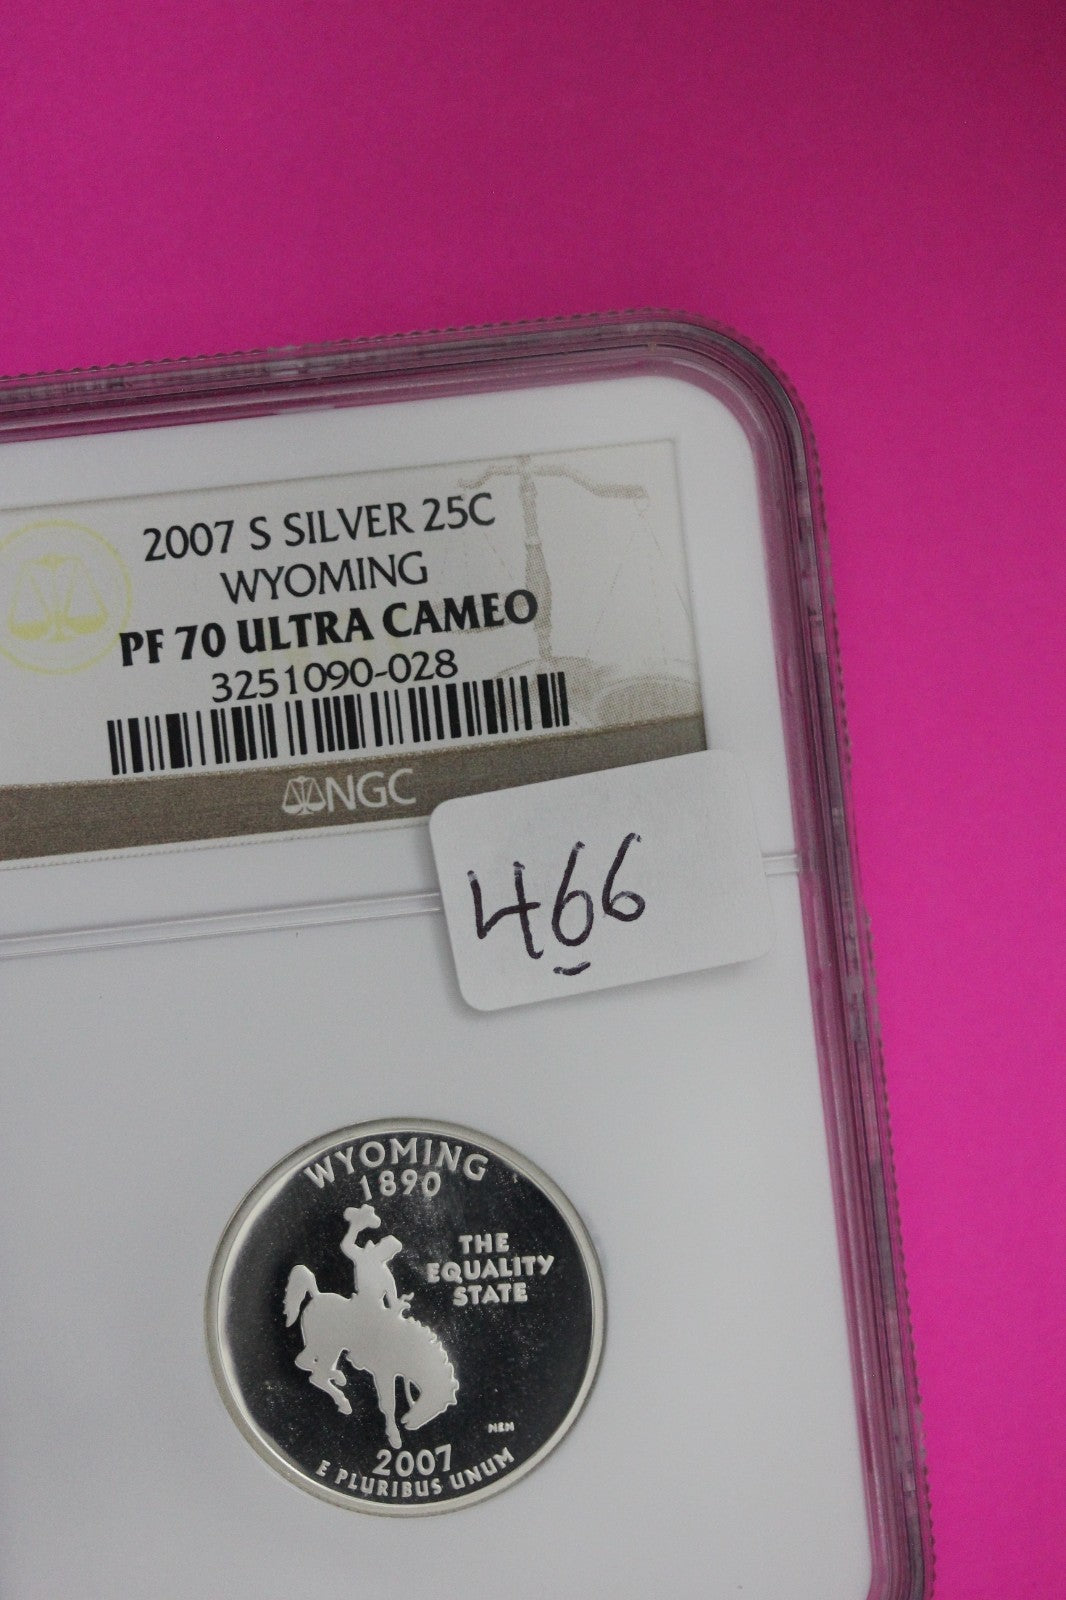 2007 S SILVER 25C
WYOMING
PF 70 ULTRA CAMEO
3251090-028
NGC
466
WYOMING
1890
THE
EQUALITY
STATE
NEN
2007
E PLURIBUS UNUM